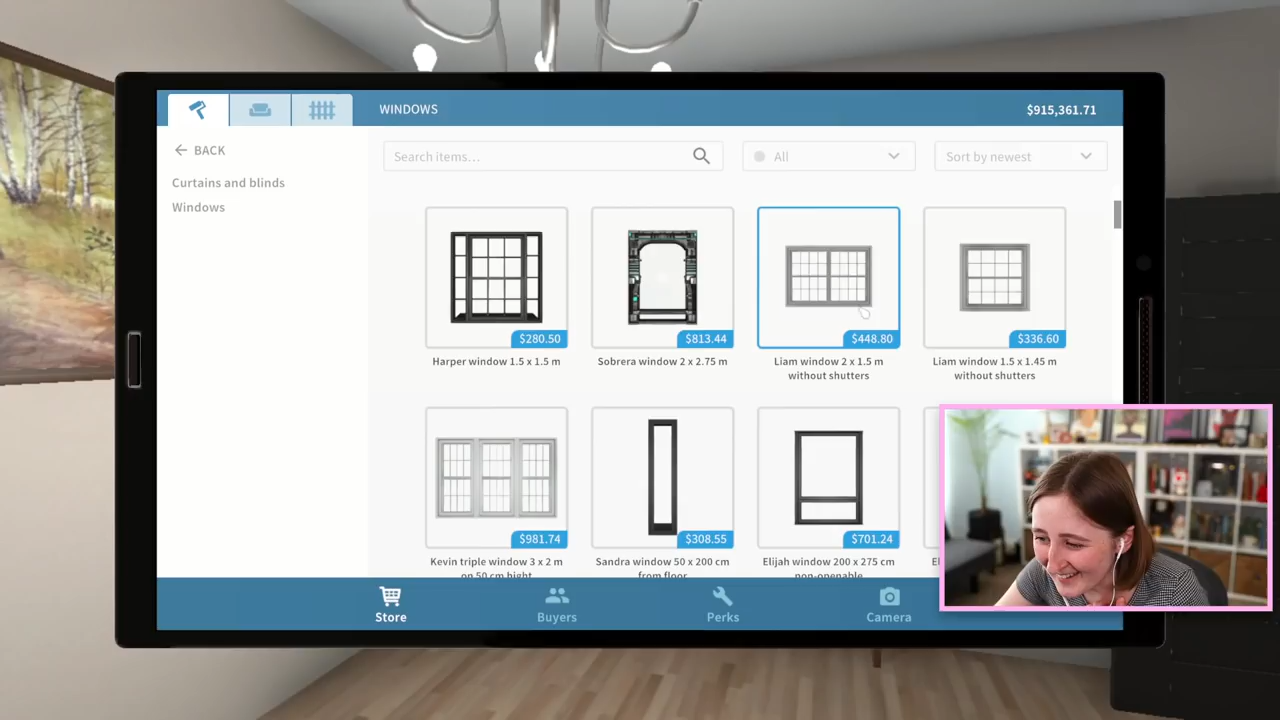 WINDOWS
$915,361.71
BACK
Search items...
All
Sort by newest
Curtains and blinds
Windows
$280.50
$813.44
$448.80
$336.60
Harper window 1.5 x 1.5 m
Sobrera window 2 x 2.75 m
Liam window 2 x 1.5 m
without shutters
Liam window 1.5 x 1.45 m
without shutters
$981.74
$308.55
$701.24
Kevin triple window 3 x 2 m
on 50 cm hight
Sandra window 50 x 200 cm
from floor
Elijah window 200 x 275 cm
non-openable
Store
Buyers
Perks
Camera